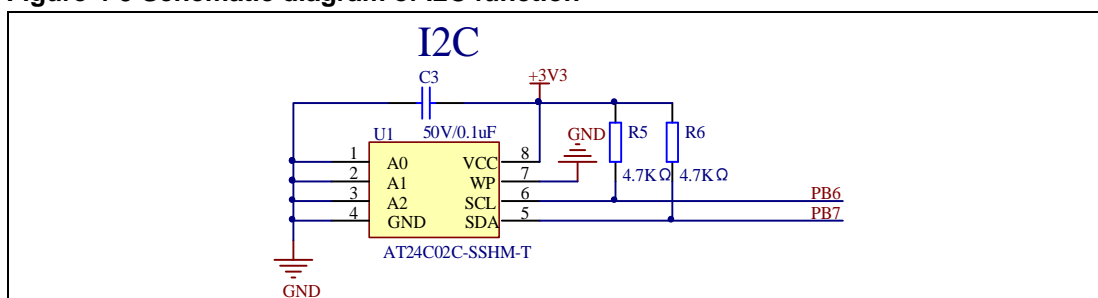 Figure 4-5 Schematic diagram of I2C function
I2C
C3
+3V3
U1
50V/0.1uF
GND
R5
R6
1
A0
VCC
8
2
A1
WP
7
4.7KΩ
4.7KΩ
3
A2
SCL
6
PB6
4
GND
SDA
5
PB7
AT24C02C-SSHM-T
GND